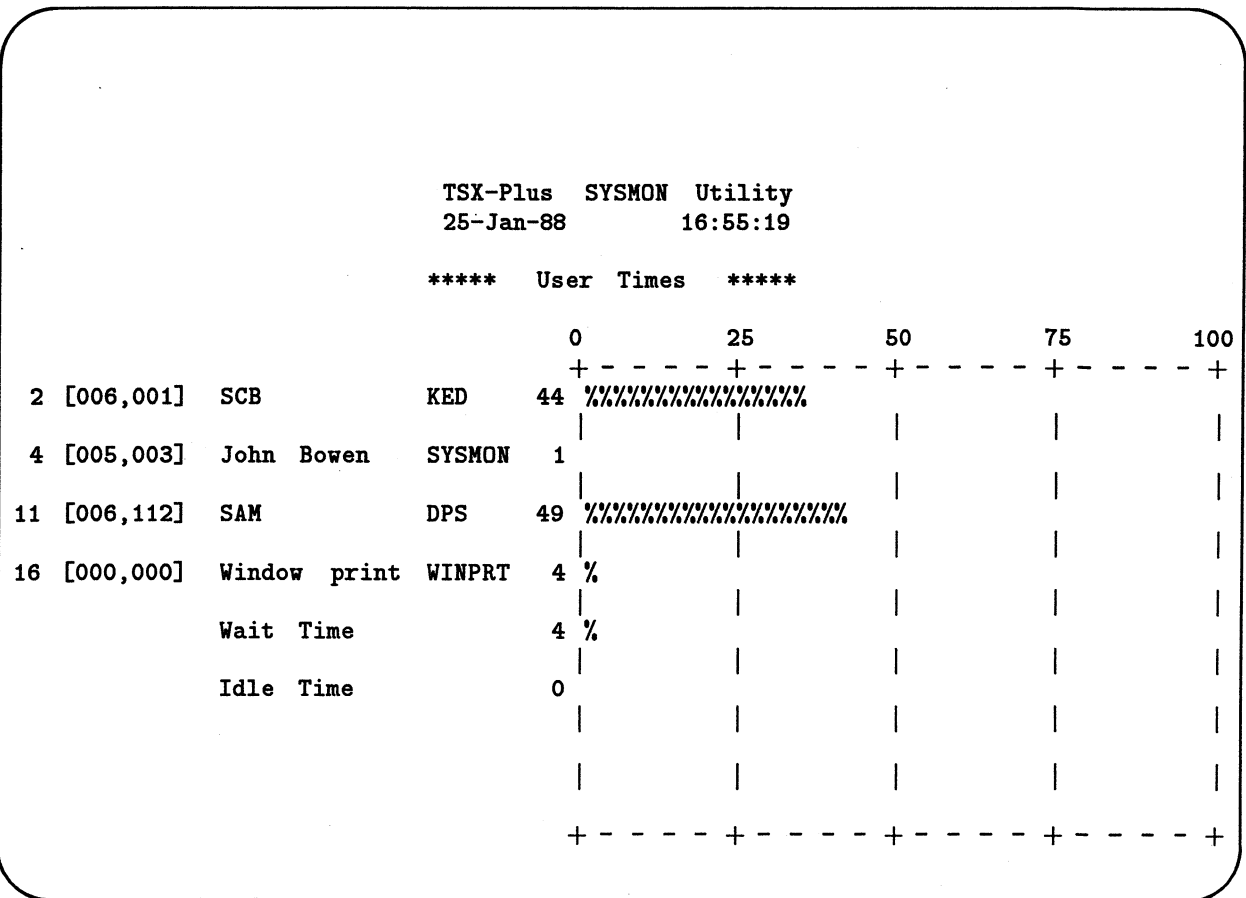 TSX-Plus SYSMON Utility
25-Jan-88 16:55:19
***** User Times *****
0 25 50 75 100
+ - - - - + - - - - + - - - - + - - - - +
2 [006,001] SCB KED 44 %%%%%%%%%%%%%%%%
| | | | |
4 [005,003] John Bowen SYSMON 1
| | | | |
11 [006,112] SAM DPS 49 %%%%%%%%%%%%%%%%%%%
| | | | |
16 [000,000] Window print WINPRT 4 %
| | | | |
Wait Time 4 %
| | | | |
Idle Time 0
| | | | |
| | | | |
+ - - - - + - - - - + - - - - + - - - - +